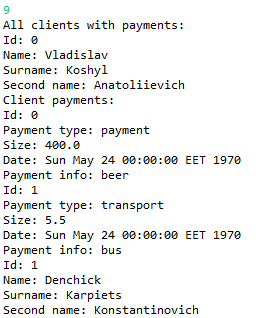 9
All clients with payments:
Id: 0
Name: Vladislav
Surname: Koshyl
Second name: Anatoliievich
Client payments:
Id: 0
Payment type: payment
Size: 400.0
Date: Sun May 24 00:00:00 EET 1970
Payment info: beer
Id: 1
Payment type: transport
Size: 5.5
Date: Sun May 24 00:00:00 EET 1970
Payment info: bus
Id: 1
Name: Denchick
Surname: Karpiets
Second name: Konstantinovich